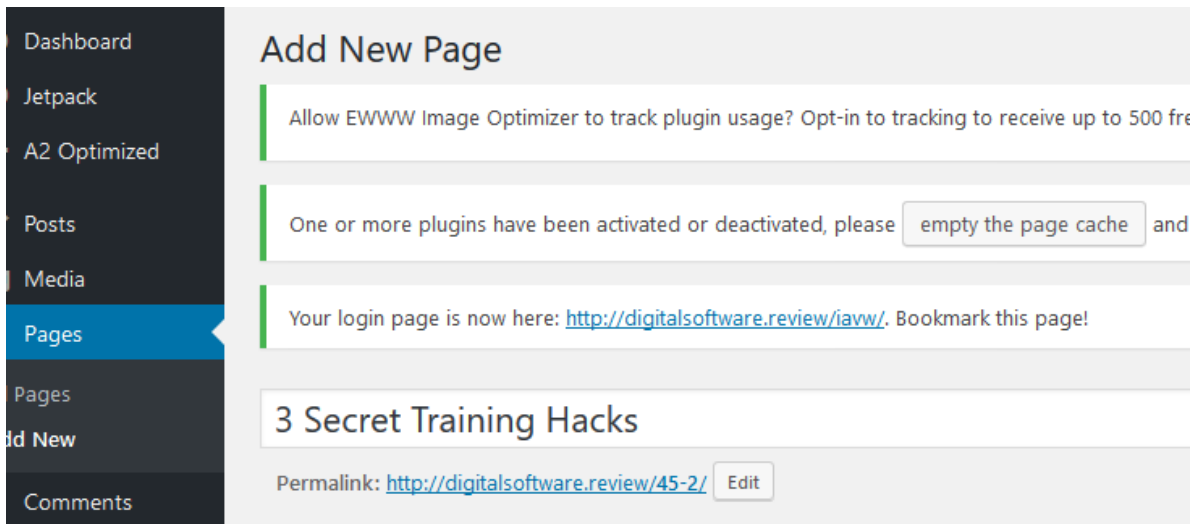 Dashboard
Jetpack
A2 Optimized
Posts
Media
Pages
Pages
New
Comments
Add New Page
Allow EWWW Image Optimizer to track plugin usage? Opt-in to tracking to receive up to 500
One or more plugins have been activated or deactivated, please empty the page cache and
Your login page is now here: http://digitalsoftware.review/iavw/. Bookmark this page!
3 Secret Training Hacks
Permalink: http://digitalsoftware.review/45-2/ Edit